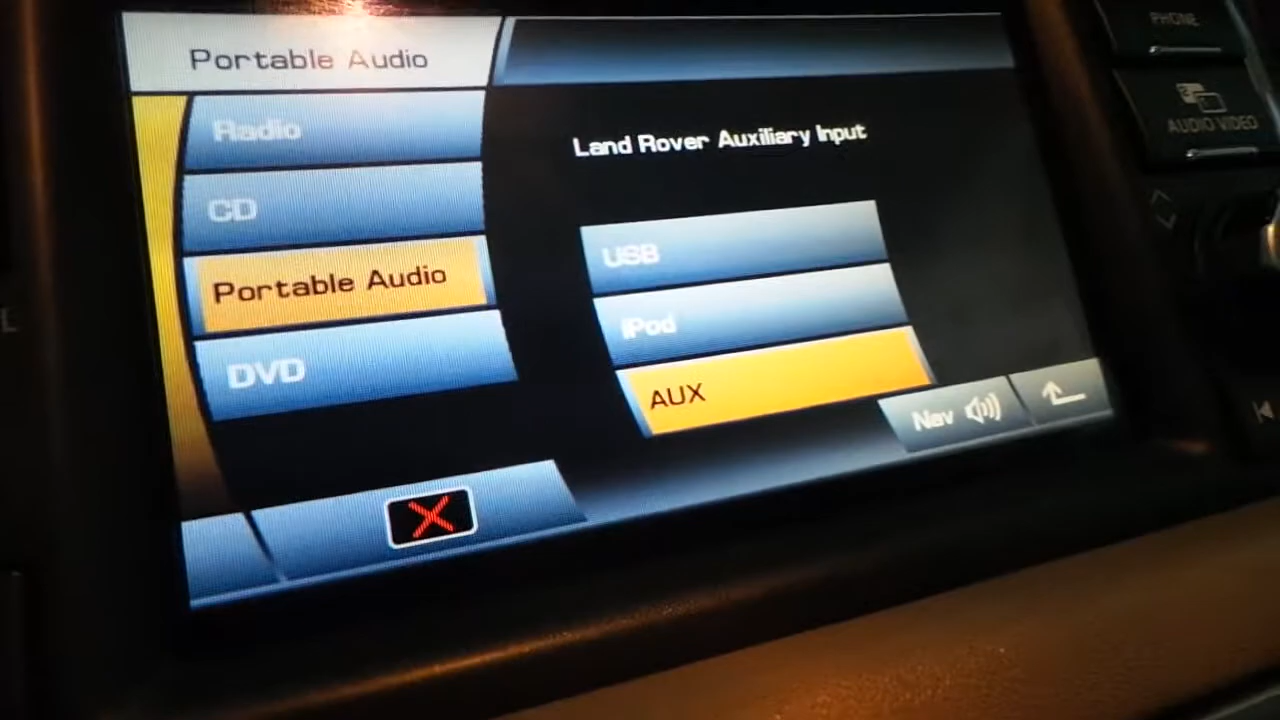 Portable Audio
Radio
CD
Portable Audio
DVD
Land Rover Auxiliary Input
USB
iPod
AUX
Nav
PHONE
AUDIO VIDEO